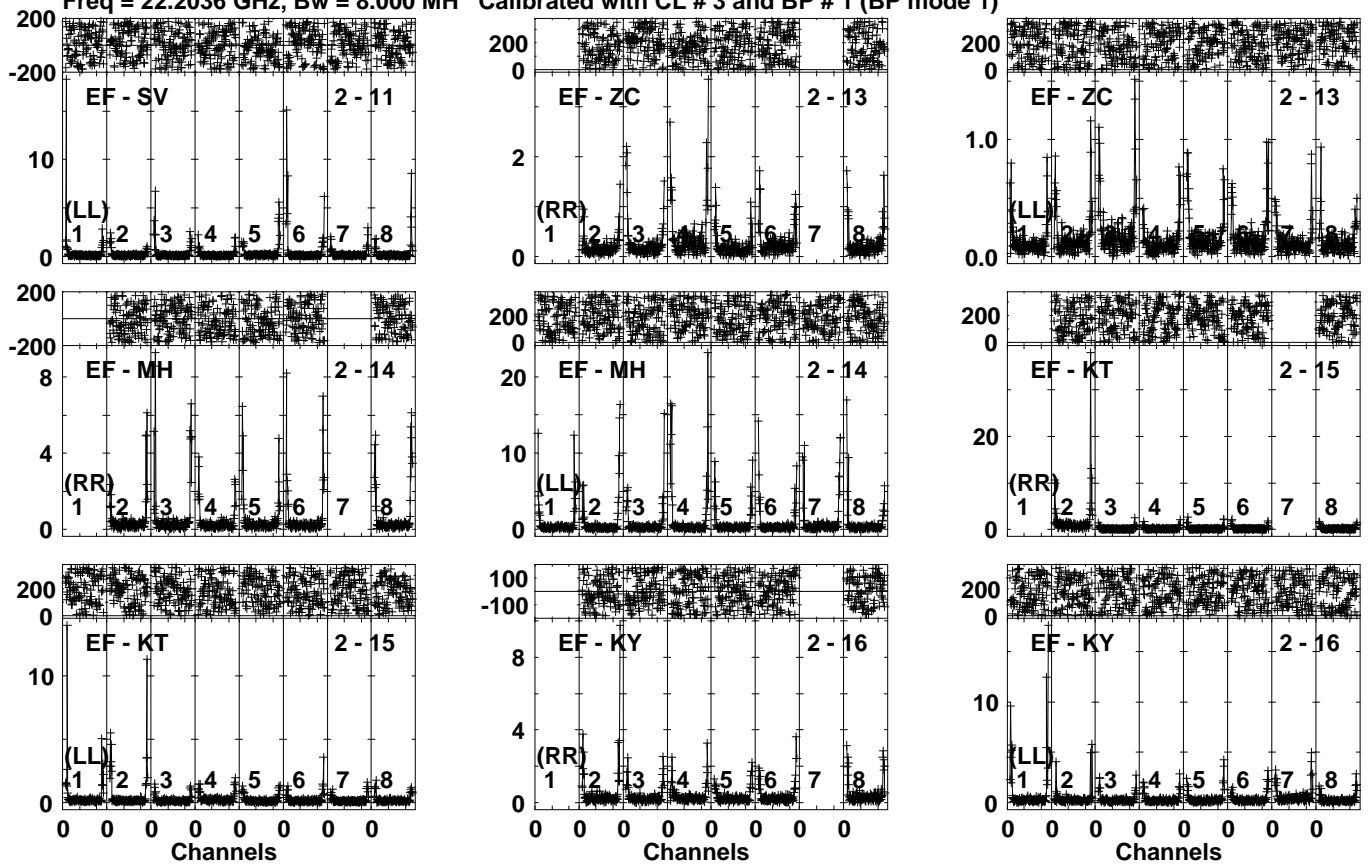 Freq = 22.2036 GHz, Bw = 8.000 MH Calibrated with CL # 3 and BP # 1 (BP mode 1)
200
-200
EF - SV 2 - 11
10
0
(LL)
1 2 3 4 5 6 7 8
200
0
EF - ZC 2 - 13
2
0
(RR)
1 2 3 4 5 6 7 8
200
0
EF - ZC 2 - 13
1.0
0.0
(LL)
1 2 3 4 5 6 7 8
200
-200
EF - MH 2 - 14
8
4
0
(RR)
1 2 3 4 5 6 7 8
200
0
EF - MH 2 - 14
20
10
0
(LL)
1 2 3 4 5 6 7 8
200
0
EF - KT 2 - 15
20
0
(RR)
1 2 3 4 5 6 7 8
200
0
EF - KT 2 - 15
10
0
(LL)
1 2 3 4 5 6 7 8
0 0 0 0 0 0 0 0
Channels
100
-100
EF - KY 2 - 16
8
4
0
(RR)
1 2 3 4 5 6 7 8
0 0 0 0 0 0 0 0
Channels
200
0
EF - KY 2 - 16
10
0
(LL)
1 2 3 4 5 6 7 8
0 0 0 0 0 0 0 0
Channels